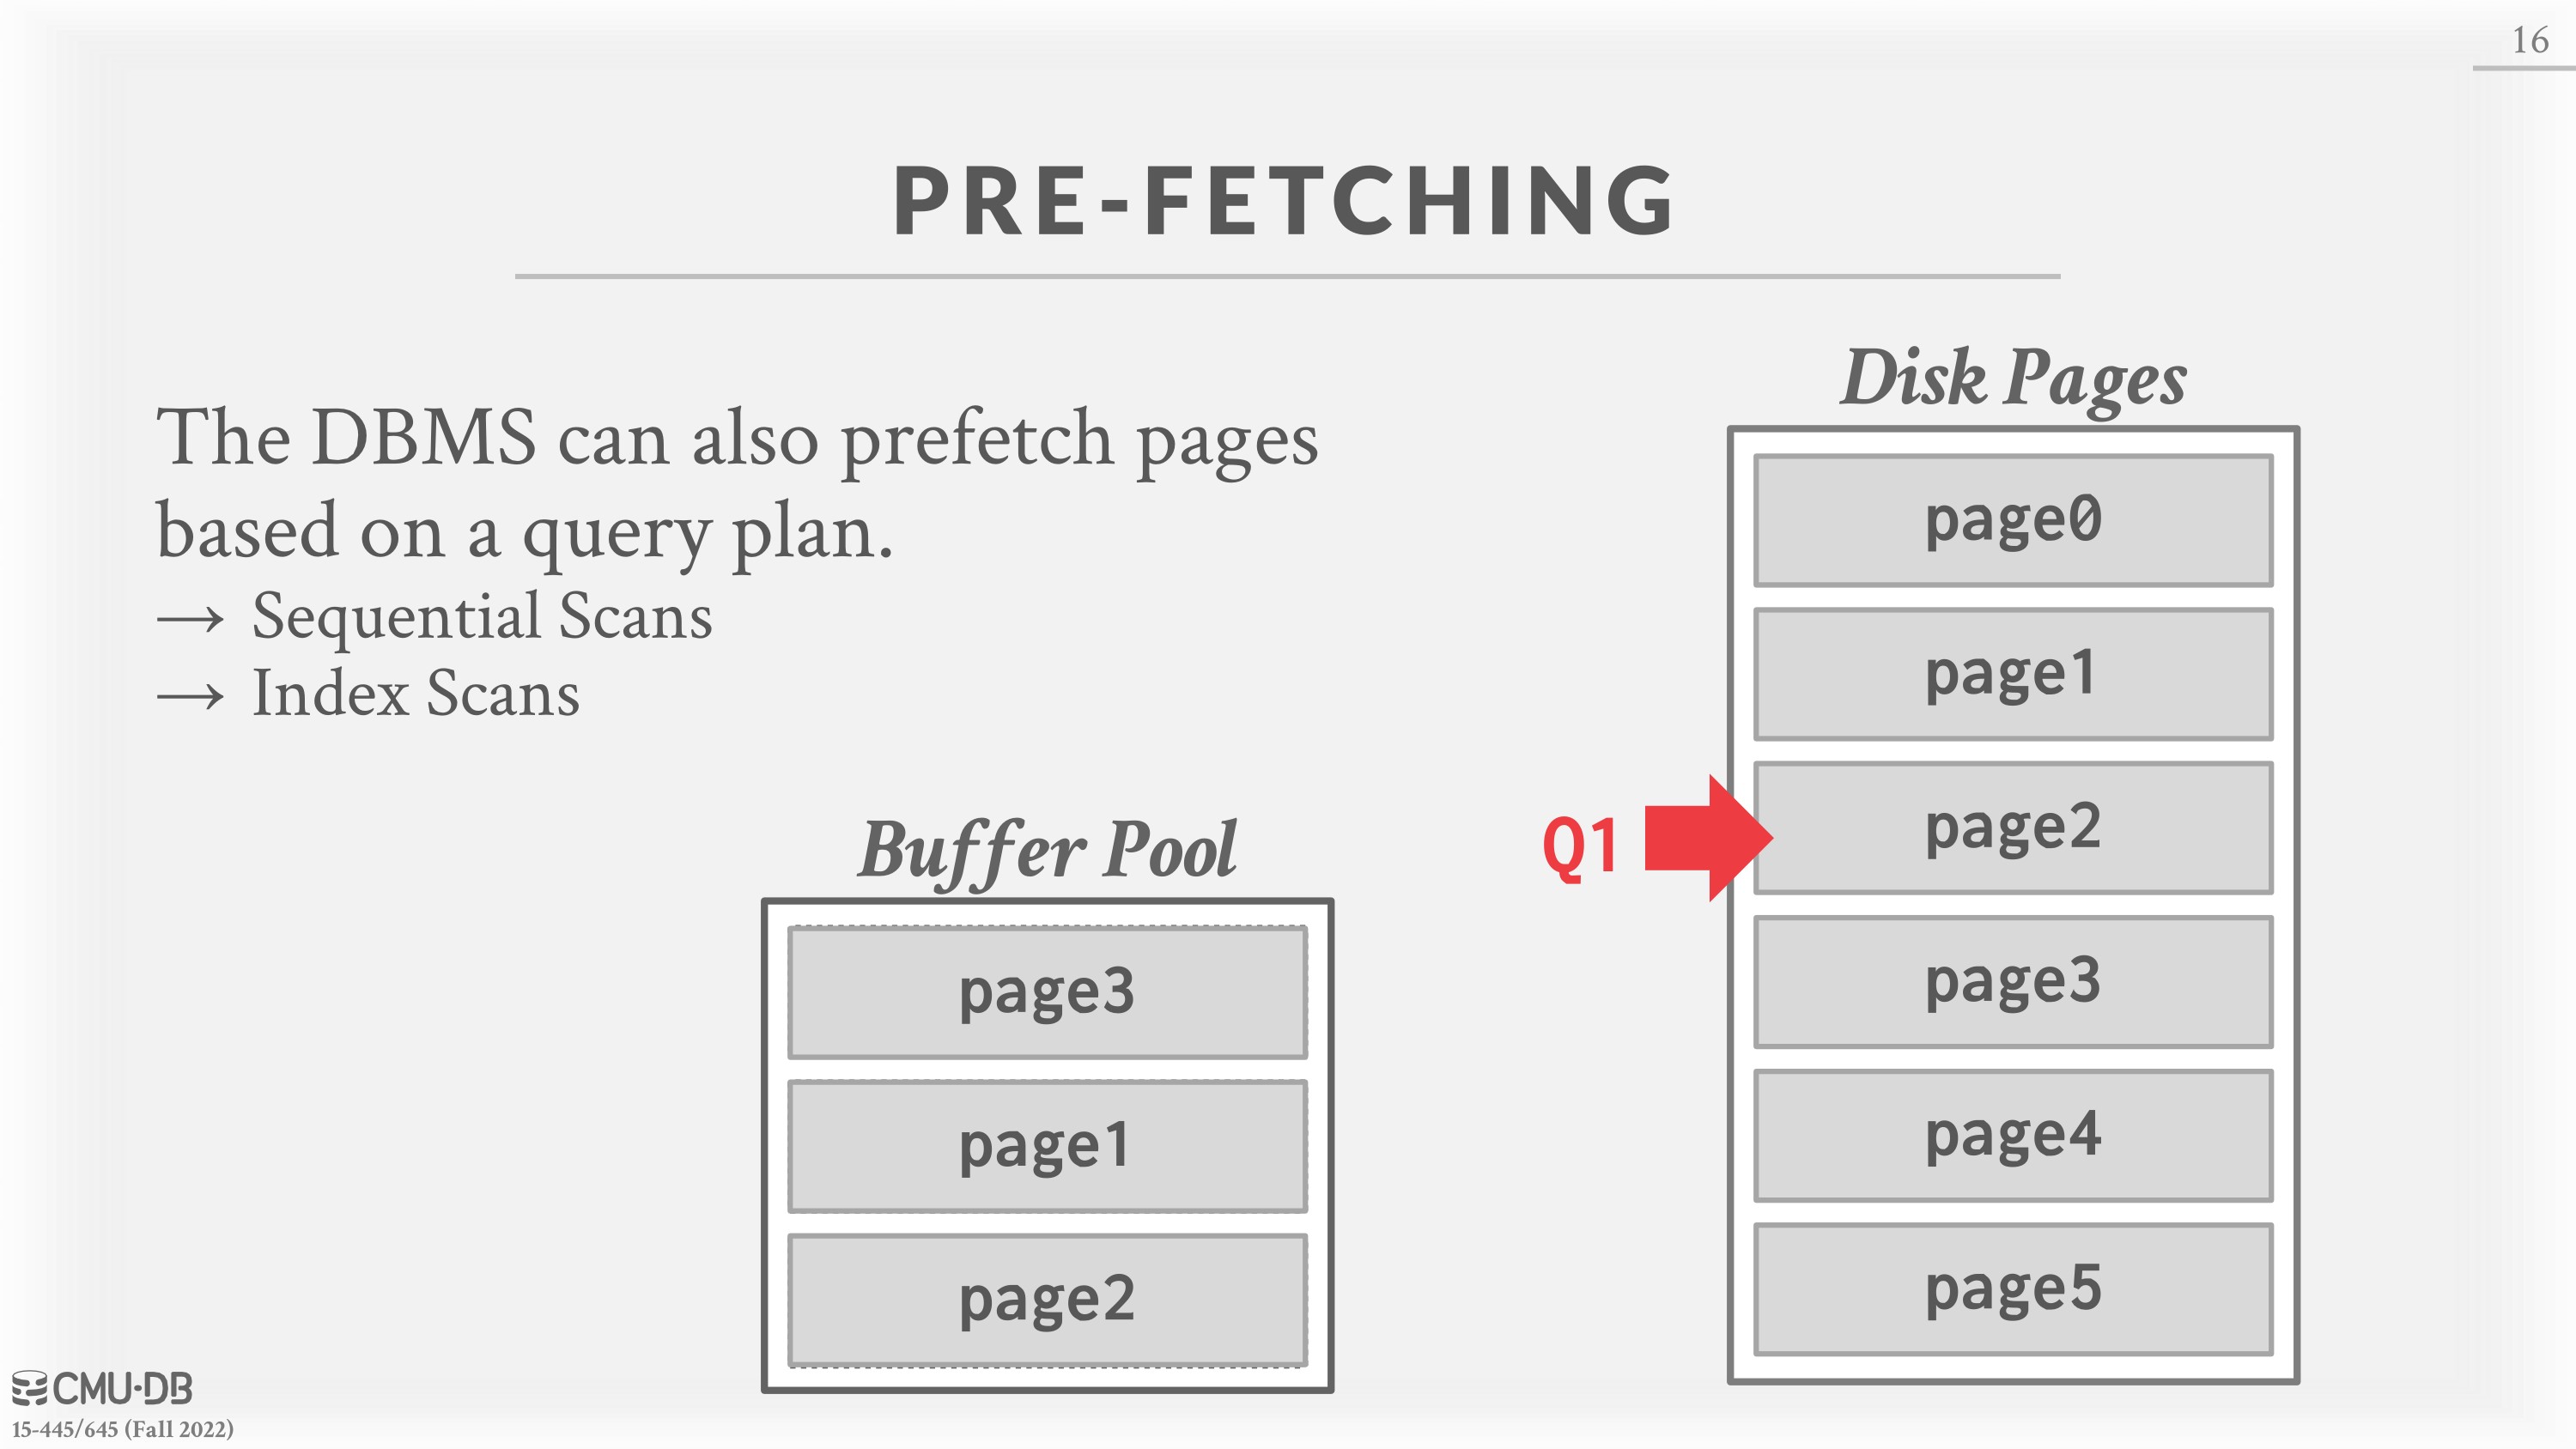 16
PRE-FETCHING
The DBMS can also prefetch pages
based on a query plan.
→ Sequential Scans
→ Index Scans
Buffer Pool
page3
page1
page2
Q1
Disk Pages
page0
page1
page2
page3
page4
page5
CMU·DB
15-445/645 (Fall 2022)